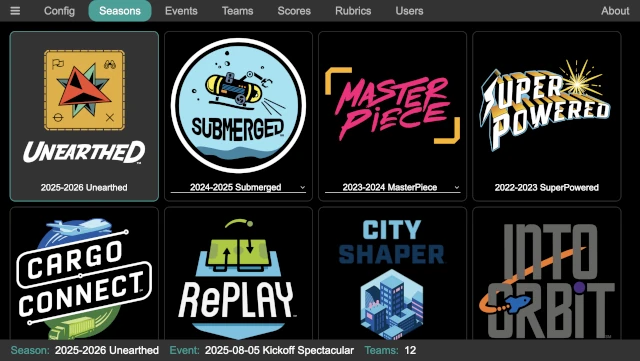 Config Seasons Events Teams Scores Rubrics Users About
UNEARTHED
2025-2026 Unearthed
SUBMERGED
2024-2025 Submerged
MASTER
PIECE
2023-2024 MasterPiece
SUPER
POWERED
2022-2023 SuperPowered
CARGO
CONNECT
RePLAY
CITY
SHAPER
INTO
ORBIT
Season: 2025-2026 Unearthed Event: 2025-08-05 Kickoff Spectacular Teams: 12